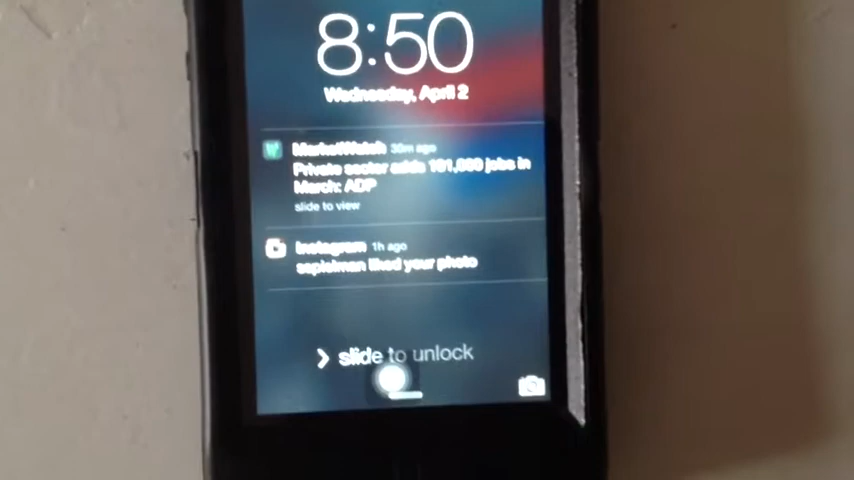 8:50
Wednesday, April 2
MarketWatch 30m ago
Private sector adds 191,000 jobs in
March: ADP
slide to view
Instagram 1h ago
liked your photo
slide to unlock